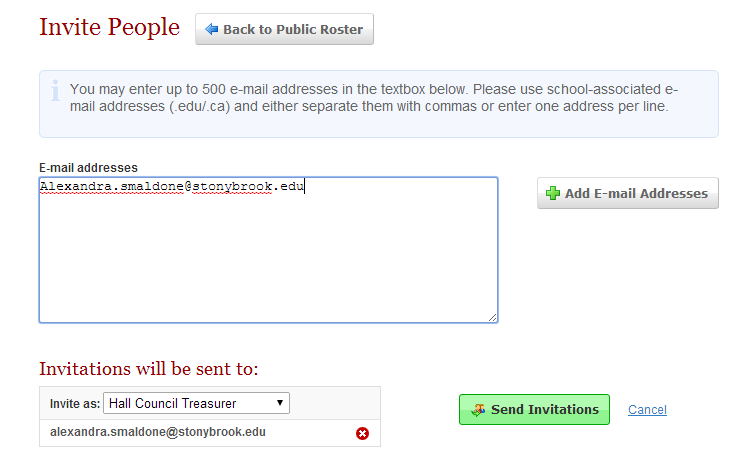 Invite People
Back to Public Roster
You may enter up to 500 e-mail addresses in the textbox below. Please use school-associated e-
mail addresses (.edu/.ca) and either separate them with commas or enter one address per line.
E-mail addresses
Alexandra.smaldone@stonybrook.edu
Add E-mail Addresses
Invitations will be sent to:
Invite as: Hall Council Treasurer
Send Invitations Cancel
alexandra.smaldone@stonybrook.edu